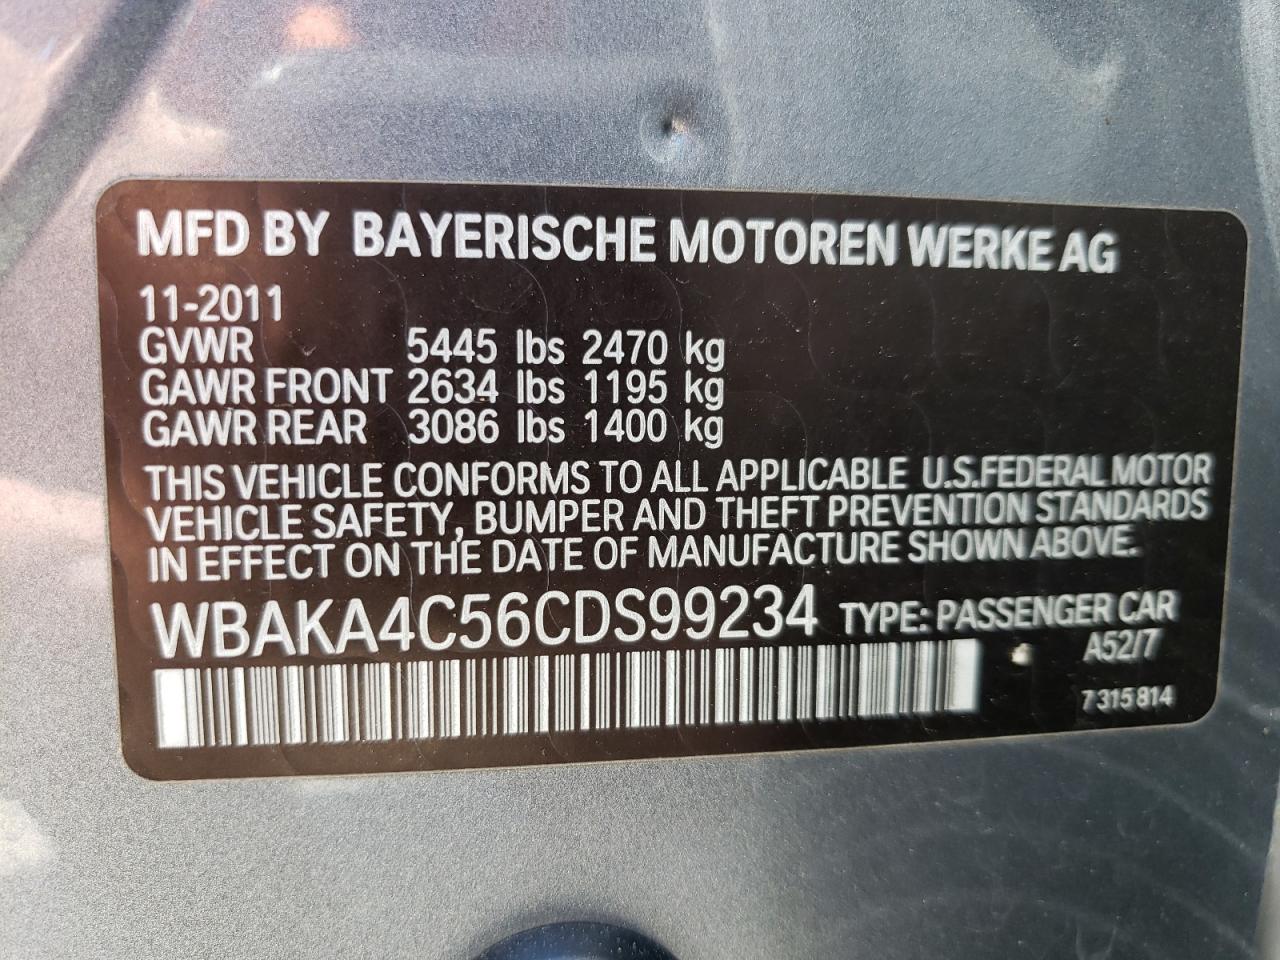 MFD BY BAYERISCHE MOTOREN WERKE AG
11-2011
GVWR 5445 lbs 2470 kg
GAWR FRONT 2634 lbs 1195 kg
GAWR REAR 3086 lbs 1400 kg
THIS VEHICLE CONFORMS TO ALL APPLICABLE U.S.FEDERAL MOTOR
VEHICLE SAFETY, BUMPER AND THEFT PREVENTION STANDARDS
IN EFFECT ON THE DATE OF MANUFACTURE SHOWN ABOVE.
WBAKA4C56CDS99234 TYPE: PASSENGER CAR
A52/7
7 315 814